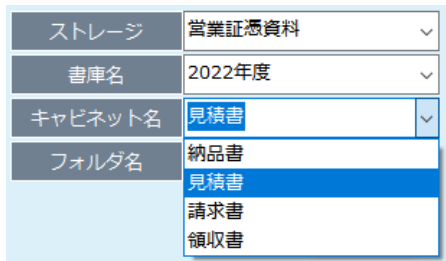 ストレージ 営業証憑資料
書庫名 2022年度
キャビネット名 見積書
フォルダ名 納品書
見積書
請求書
領収書